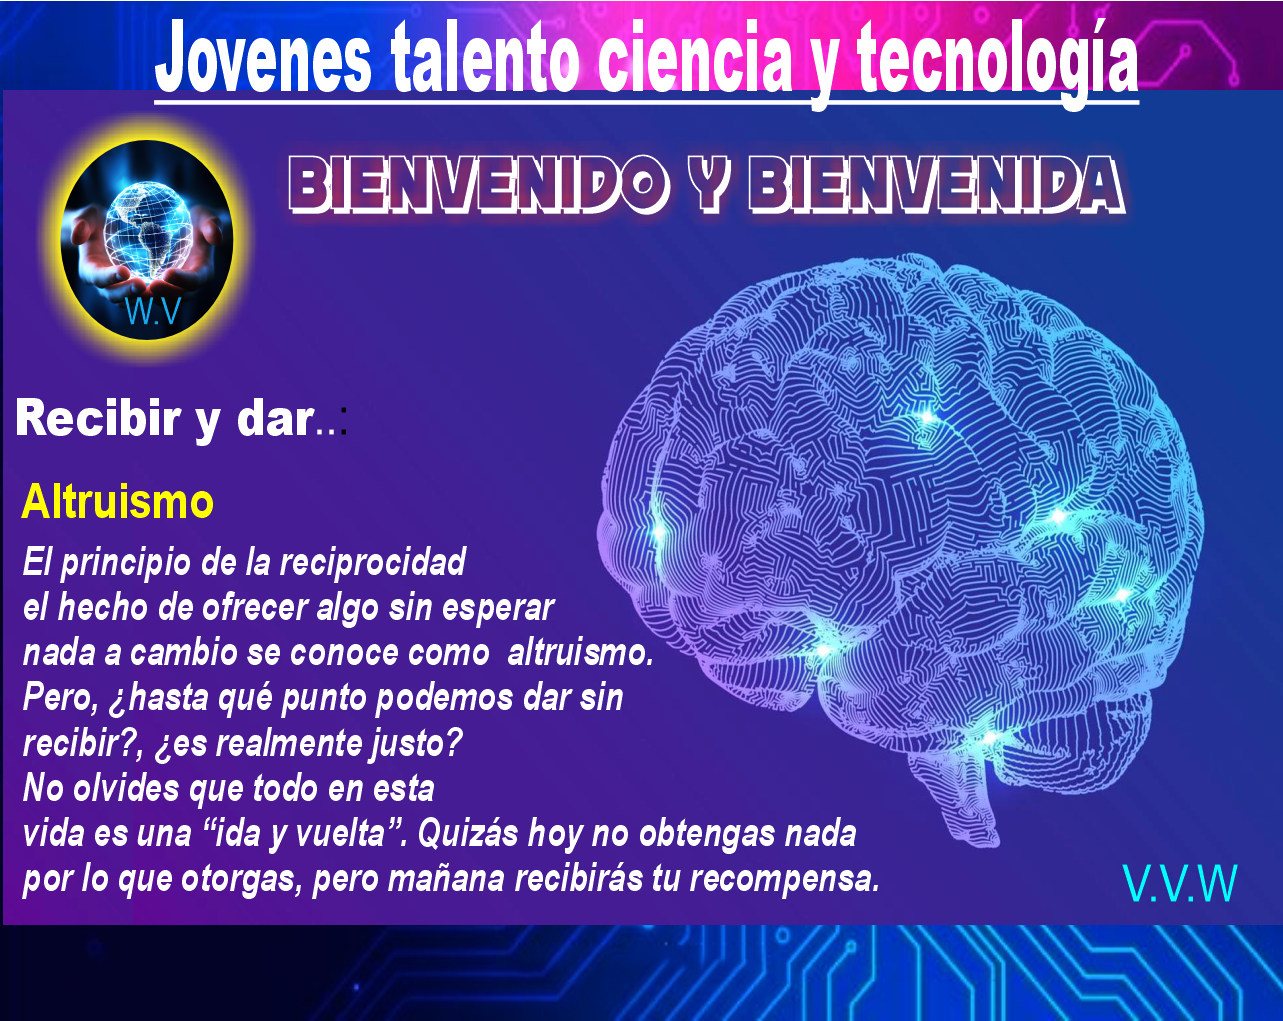 Jovenes talento ciencia y tecnología
BIENVENIDO Y BIENVENIDA
W.V
Recibir y dar..:
Altruismo
El principio de la reciprocidad
el hecho de ofrecer algo sin esperar
nada a cambio se conoce como altruismo.
Pero, ¿hasta qué punto podemos dar sin
recibir?, ¿es realmente justo?
No olvides que todo en esta
vida es una “ida y vuelta”. Quizás hoy no obtengas nada
por lo que otorgas, pero mañana recibirás tu recompensa.
V.V.W